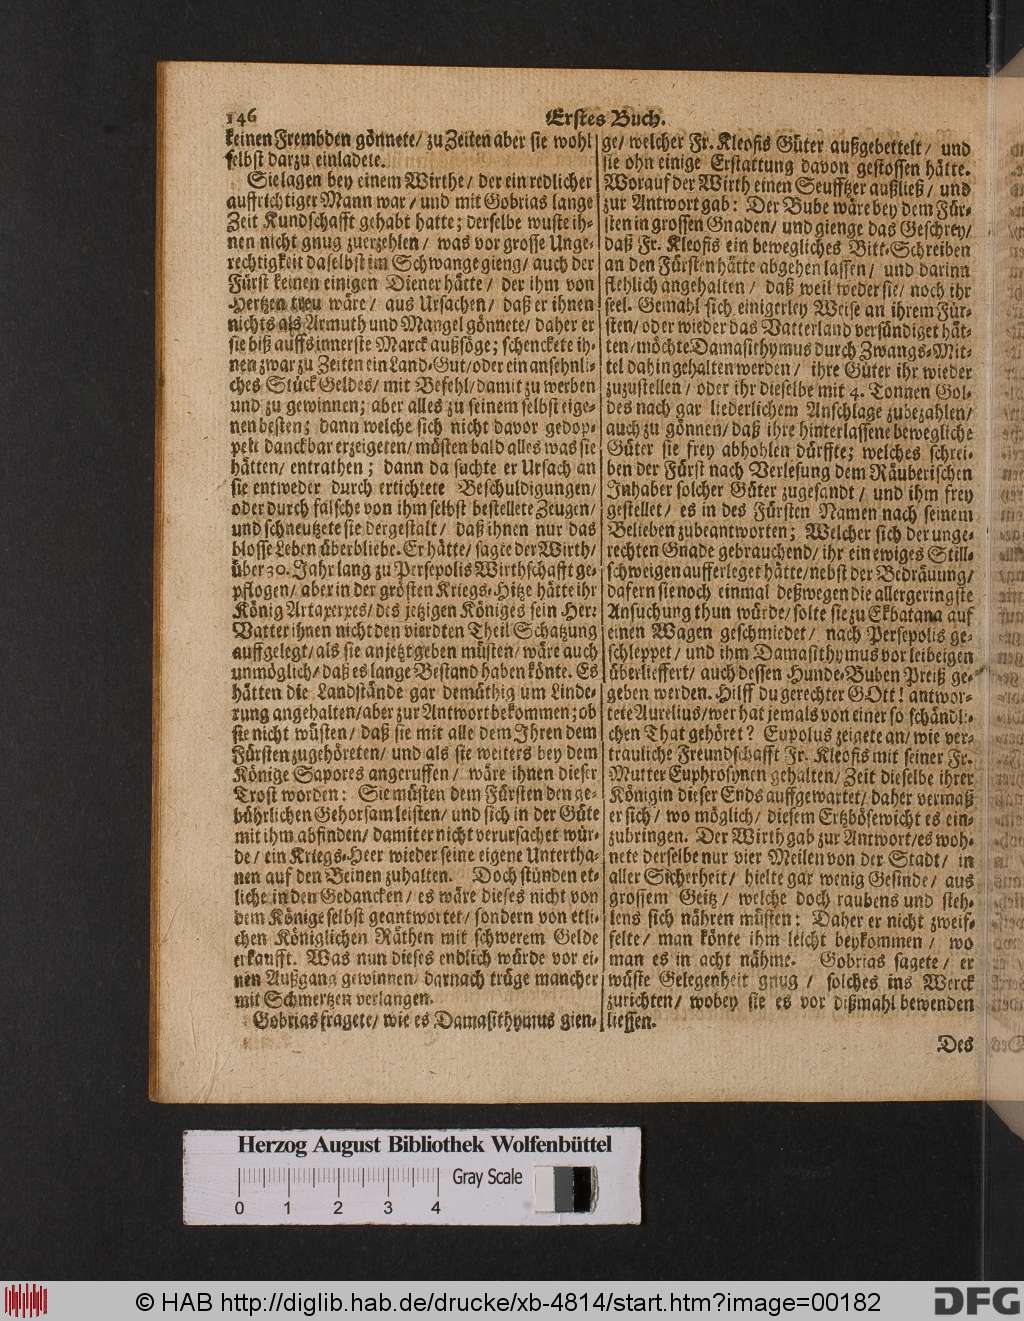 146
Erstes Buch.
keinen Frembden gönnete/ zu Zeiten aber sie wohl
selbst darzu einladete.
Sie lagen bey einem Wirthe/ der ein redlicher
auffrichtiger Mann war/ und mit Gobrias lange
Zeit Kundschafft gehabt hatte; derselbe wuste ih-
nen nicht gnug zuerzehlen/ was vor grosse Unge-
rechtigkeit daselbst im Schwange gieng/ auch der
Fürst keinen einigen Diener hätte/ der ihm von
Hertzen treu wäre/ aus Ursachen/ daß er ihnen
nichts als Armuth und Mangel gönnete/ daher er
sie biß auffs innerste Marck außsöge; schenckete ih-
nen zwar zu Zeiten ein Land-Gut/ oder ein ansehnli-
ches Stück Geldes/ mit Befehl/ damit zu werben
und zu gewinnen; aber alles zu seinem selbst eige-
nen besten; dann welche sich nicht davor gedop-
pelt danckbar erzeigeten/ müsten bald alles was sie
hätten/ entrathen; dann da suchte er Ursach an
sie entweder durch ertichtete Beschuldigungen/
oder durch falsche von ihm selbst bestellete Zeugen/
und schneutzete sie dergestalt/ daß ihnen nur das
blosse Leben überbliebe. Er hätte/ sagte der Wirth/
über 30. Jahr lang zu Persepolis Wirthschafft ge-
pflogen/ aber in der grösten Kriegs-Hitze hätte ihr
König Artaxerxes/ des jetzigen Königes sein Herr
Vatter ihnen nicht den vierdten Theil Schatzung
auffgelegt/ als sie anjetzt geben müsten/ wäre auch
unmöglich/ daß es lange Bestand haben könte. Es
hätten die Landstände gar demüthig um Linde-
rung angehalten/ aber zur Antwort bekommen; ob
sie nicht wüsten/ daß sie mit alle dem Ihren dem
Fürsten zugehöreten/ und als sie weiters bey dem
Könige Sapores angeruffen/ wäre ihnen dieser
Trost worden: Sie müsten dem Fürsten den ge-
bührlichen Gehorsam leisten/ und sich in der Güte
mit ihm abfinden/ damit er nicht verursachet wür-
de/ ein Kriegs-Heer wieder seine eigene Untertha-
nen auf den Beinen zuhalten. Doch stünden et-
liche in den Gedancken/ es wäre dieses nicht von
dem Könige selbst geantwortet/ sondern von etli-
chen Königlichen Räthen mit schwerem Gelde
erkaufft. Was nun dieses endlich würde vor ei-
nen Außgang gewinnen/ darnach trüge mancher
mit Schmertzen verlangen.
Gobrias fragete/ wie es Damasithymus gien-
ge/ welcher Fr. Kleofis Güter außgebettelt/ und
sie ohn einige Erstattung davon gestossen hätte.
Worauf der Wirth einen Seufftzer außließ/ und
zur Antwort gab: Der Bube wäre bey dem Für-
sten in grossen Gnaden/ und gienge das Geschrey/
daß Fr. Kleofis ein bewegliches Bitt-Schreiben
an den Fürsten hätte abgehen lassen/ und darinn
flehlich angehalten/ daß weil weder sie/ noch ihr
seel. Gemahl sich einigerley Weise an ihrem Für-
sten/ oder wieder das Vatterland versündiget hät-
ten/ möchte Damasithymus durch Zwangs-Mit-
tel dahin gehalten werden/ ihre Güter ihr wieder
zuzustellen/ oder ihr dieselbe mit 4. Tonnen Gol-
des nach gar liederlichem Anschlage zubezahlen/
auch zu gönnen/ daß ihre hinterlassene bewegliche
Güter sie frey abhohlen dürffte; welches schrei-
ben der Fürst nach Verlesung dem Räuberischen
Inhaber solcher Güter zugesandt/ und ihm frey
gestellet/ es in des Fürsten Namen nach seinem
Belieben zubeantworten; Welcher sich der unge-
rechten Gnade gebrauchend/ ihr ein ewiges Still-
schweigen aufferleget hätte/ nebst der Bedräuung/
dafern sie noch einmal deßwegen die allergeringste
Ansuchung thun würde/ solte sie zu Ekbatana auf
einen Wagen geschmiedet/ nach Persepolis ge-
schleppet/ und ihm Damasithymus vor leibeigen
überlieffert/ auch dessen Hunde-Buben Preiß ge-
geben werden. Hilff du gerechter GOtt! antwor-
tete Aurelius/ wer hat jemals von einer so schändli-
chen That gehöret? Eupolus zeigete an/ wie ver-
trauliche Freundschafft Fr. Kleofis mit seiner Fr.
Mutter Euphrosynen gehalten/ Zeit dieselbe ihrer
Königin dieser Ends auffgewartet/ daher vermaß
er sich/ wo möglich/ diesem Ertzbösewicht es ein-
zubringen. Der Wirth gab zur Antwort/ es woh-
nete derselbe nur vier Meilen von der Stadt/ in
aller Sicherheit/ hielte gar wenig Gesinde/ aus
grossem Geitz/ welche doch raubens und steh-
lens sich nähren müsten: Daher er nicht zweif-
felte/ man könte ihm leicht beykommen/ wo
man es in acht nähme. Gobrias sagete/ er
wüste Gelegenheit gnug/ solches ins Werck
zurichten/ wobey sie es vor dißmahl bewenden
liessen.
Des
Herzog August Bibliothek Wolfenbüttel
Gray Scale
0 1 2 3 4
© HAB http://diglib.hab.de/drucke/xb-4814/start.htm?image=00182
DFG